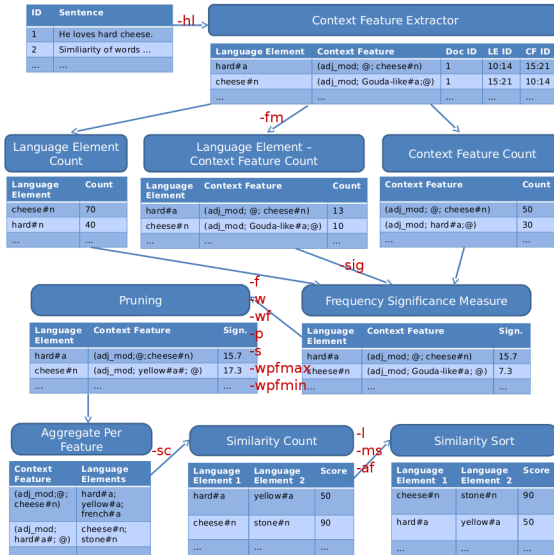 ID Sentence
1 He loves hard cheese.
2 Similiarity of words ...
... ...
-hl
Context Feature Extractor
Language Element Context Feature Doc ID LE ID CF ID
hard#a (adj_mod; @; cheese#n) 1 10:14 15:21
cheese#n (adj_mod; Gouda-like#a;@) 1 15:21 10:14
... ... ... ... ...
-fm
Language Element Count
Language Element Count
cheese#n 70
hard#n 40
... ...
Language Element – Context Feature Count
Language Element Context Feature Count
hard#a (adj_mod; @; cheese#n) 13
cheese#n (adj_mod; Gouda-like#a;@) 10
... ... ...
Context Feature Count
Context Feature Count
(adj_mod; @; cheese#n) 50
(adj_mod; hard#a;@) 30
... ...
-sig
Pruning
Language Element Context Feature Sign.
hard#a (adj_mod;@;cheese#n) 15.7
cheese#n (adj_mod; yellow#a#; @) 17.3
... ... ...
-f
-w
-wf
-p
-s
-wpfmax
-wpfmin
Frequency Significance Measure
Language Element Context Feature Sign.
hard#a (adj_mod; @; cheese#n) 15.7
cheese#n (adj_mod; Gouda-like#a; @) 7.3
... ... ...
Aggregate Per Feature
Context Feature Language Elements
(adj_mod;@; cheese#n) hard#a; yellow#a; french#a
(adj_mod; hard#a#; @) cheese#n; stone#n
-sc
Similarity Count
Language Element 1 Language Element 2 Score
hard#a yellow#a 50
cheese#n stone#n 90
... ... ...
-l
-ms
-af
Similarity Sort
Language Element 1 Language Element 2 Score
cheese#n stone#n 90
hard#a yellow#a 50
... ... ...